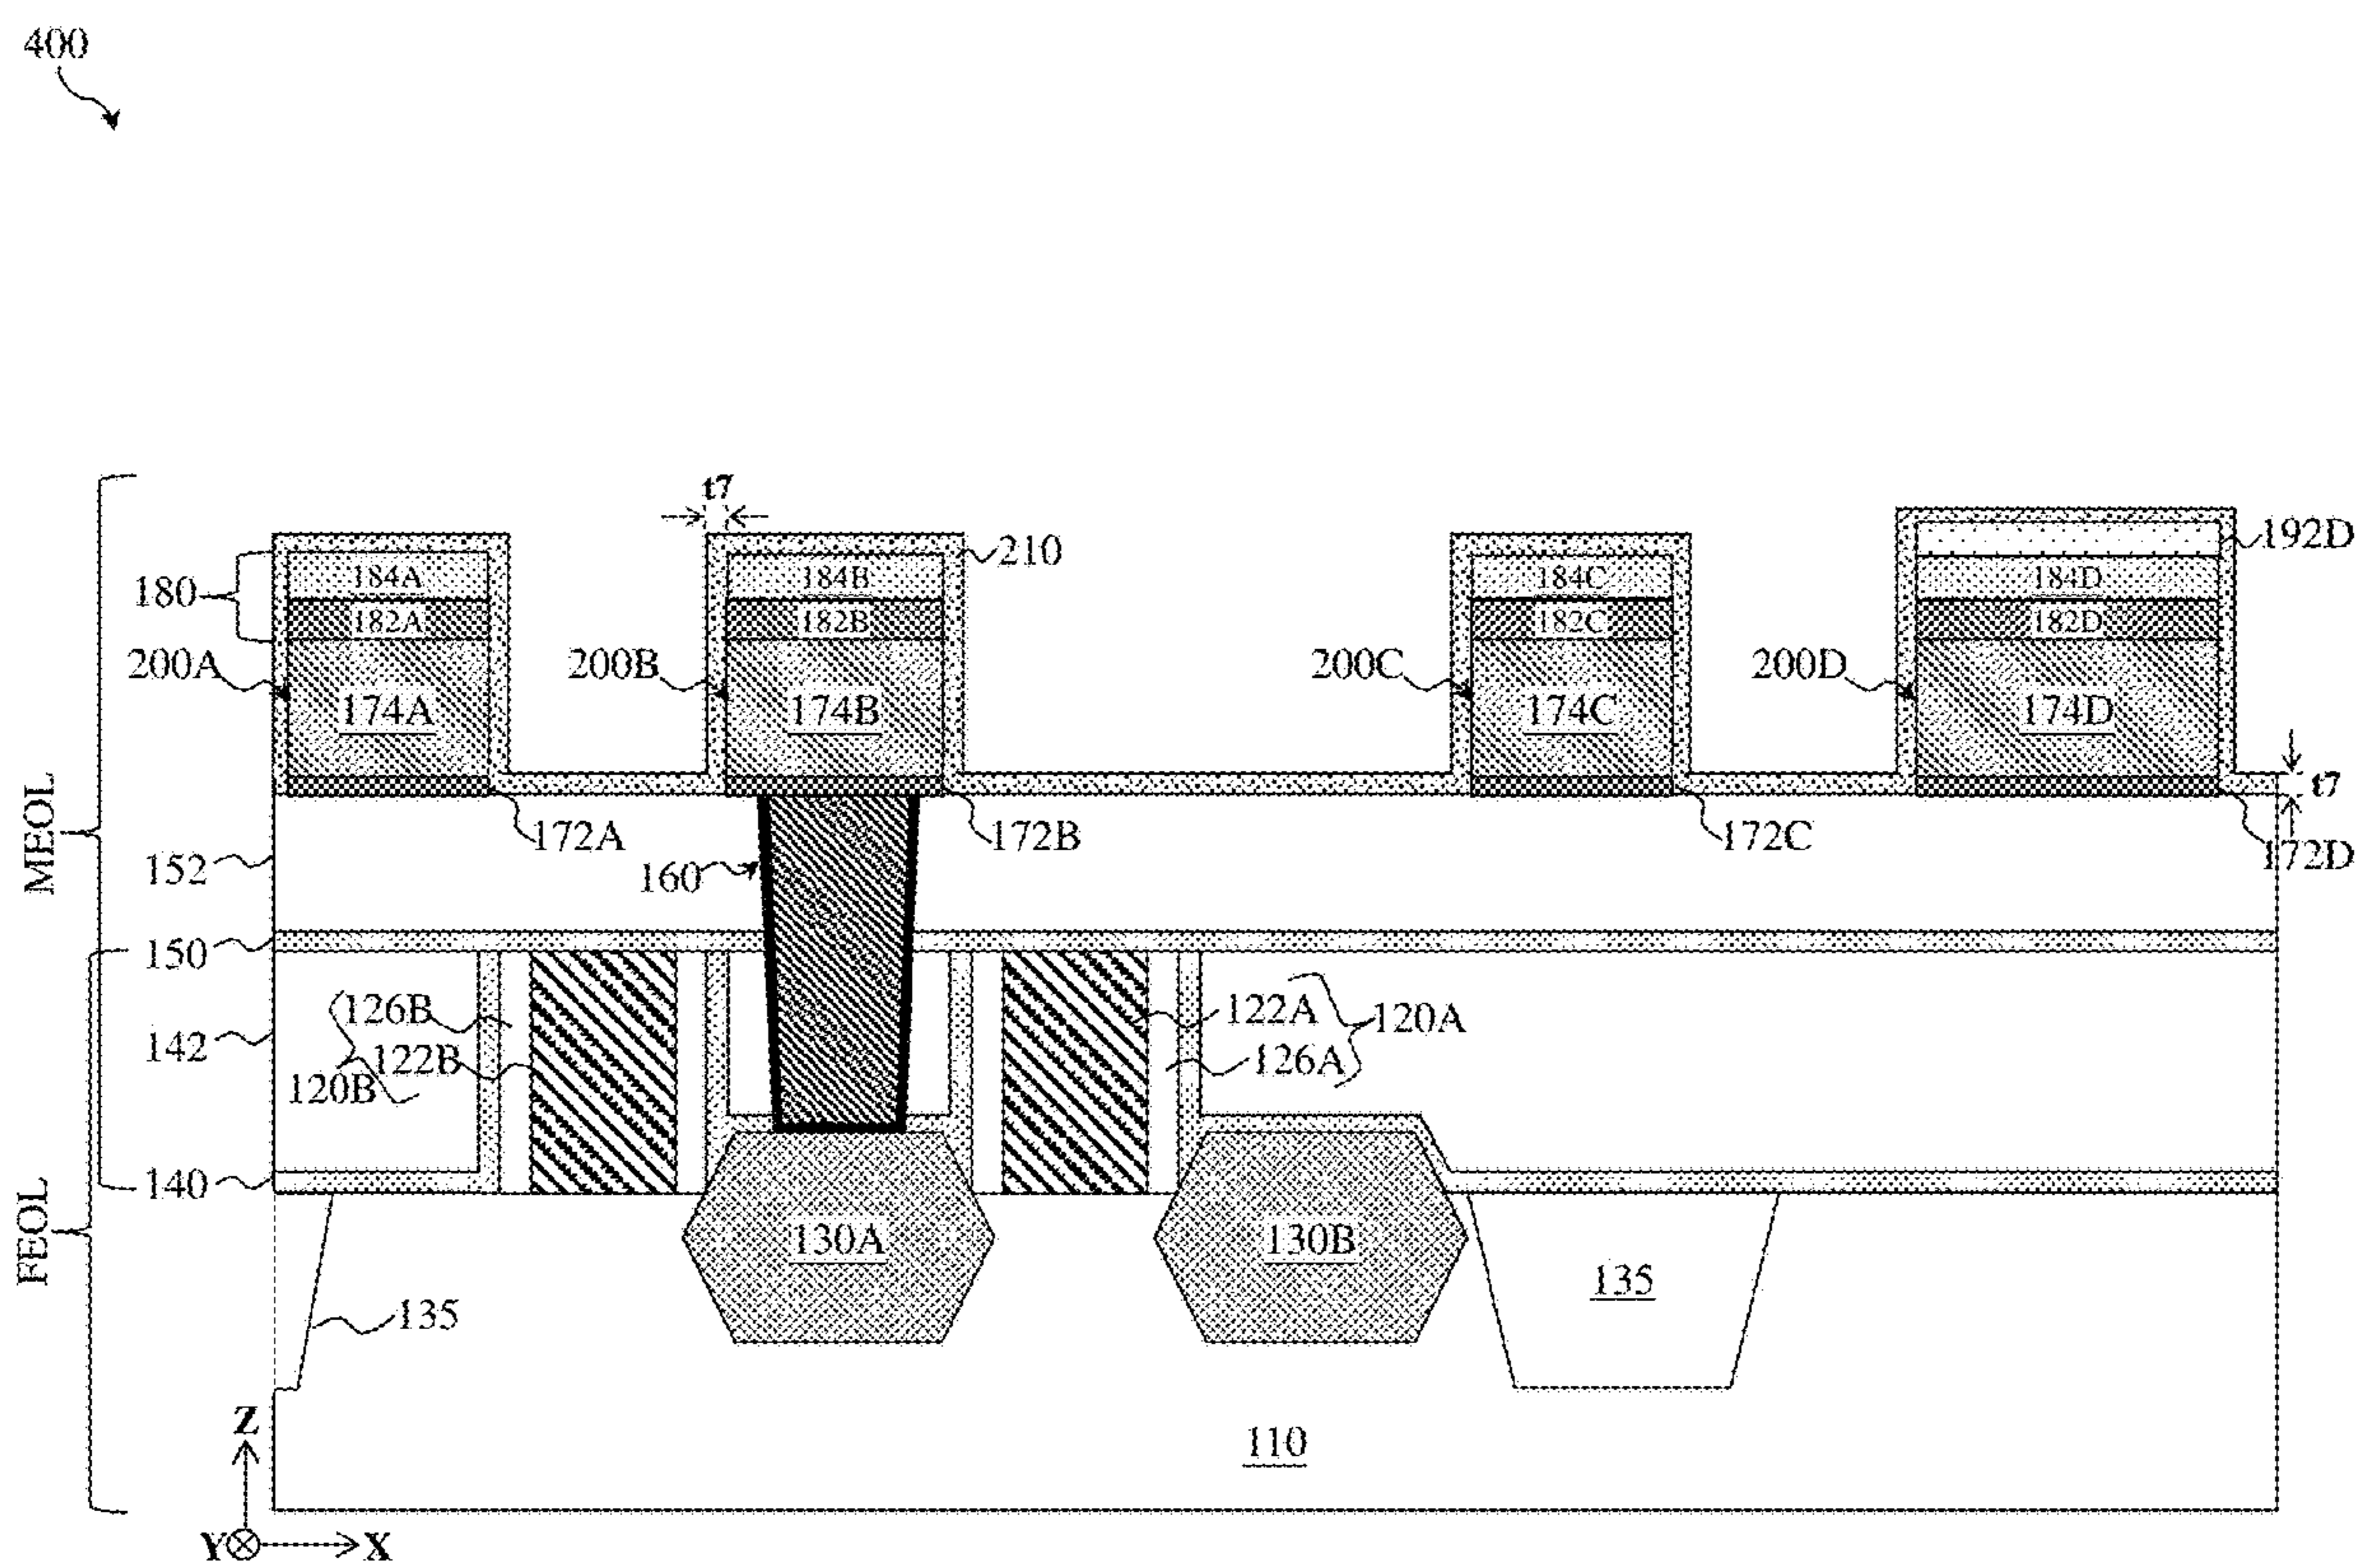 400
t7
210
192D
180
184A
184B
184C
184D
182A
182B
182C
182D
200A
200B
200C
200D
174A
174B
174C
174D
t7
MEOL
172A
172B
172C
172D
152
160
150
126B
122A
120A
142
122B
126A
120B
140
FEOL
130A
130B
135
135
Z
110
Y
X